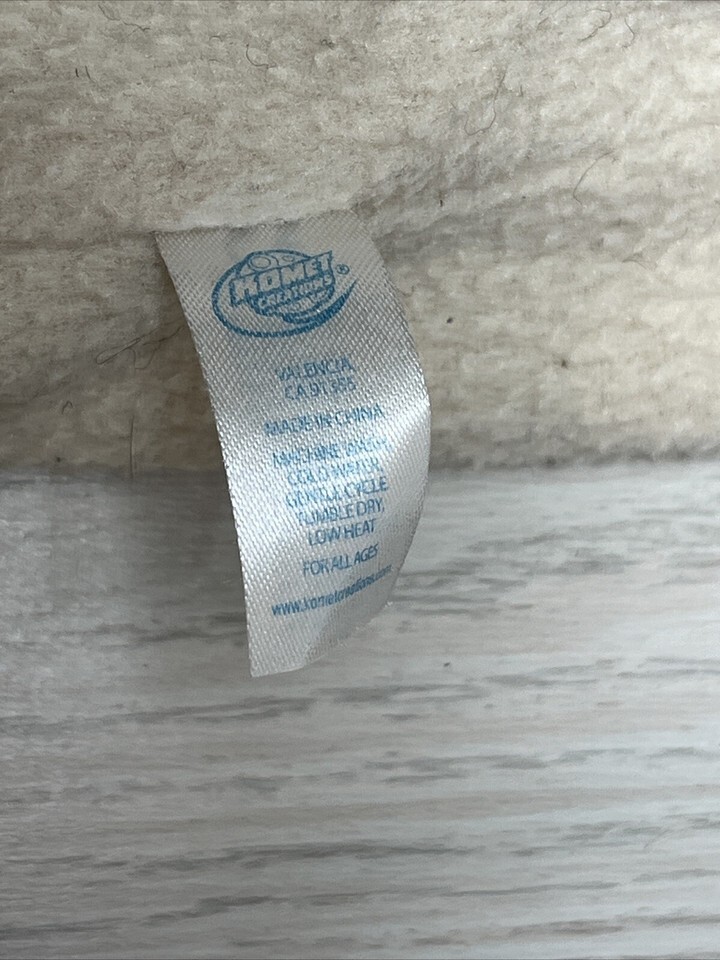 KOMET
CREATIONS
®
VALENCIA
CA 91355
MADE IN CHINA
MACHINE WASH
COLD WATER,
GENTLE CYCLE
TUMBLE DRY,
LOW HEAT
FOR ALL AGES
www.kometcreations.com